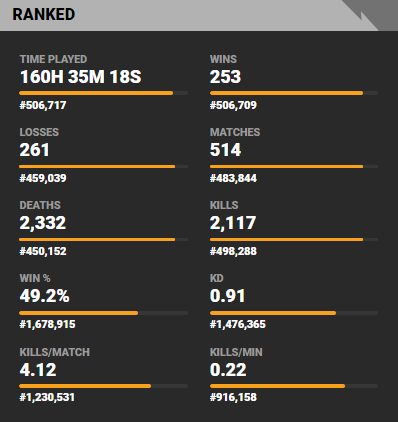 RANKED
TIME PLAYED
160H 35M 18S
#506,717
WINS
253
#506,709
LOSSES
261
#459,039
MATCHES
514
#483,844
DEATHS
2,332
#450,152
KILLS
2,117
#498,288
WIN %
49.2%
#1,678,915
KD
0.91
#1,476,365
KILLS/MATCH
4.12
#1,230,531
KILLS/MIN
0.22
#916,158